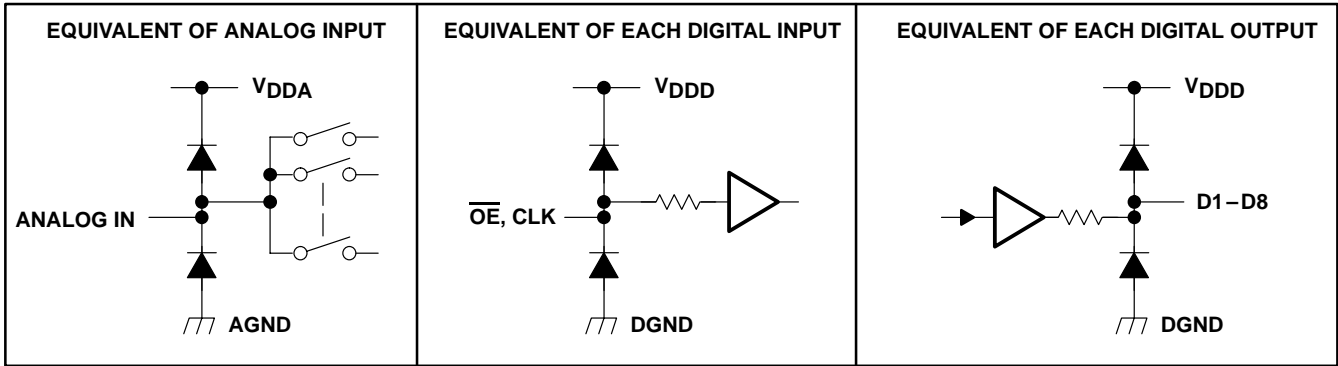 EQUIVALENT OF ANALOG INPUT
VDDA
ANALOG IN
AGND
EQUIVALENT OF EACH DIGITAL INPUT
VDDD
OE, CLK
DGND
EQUIVALENT OF EACH DIGITAL OUTPUT
VDDD
D1–D8
DGND